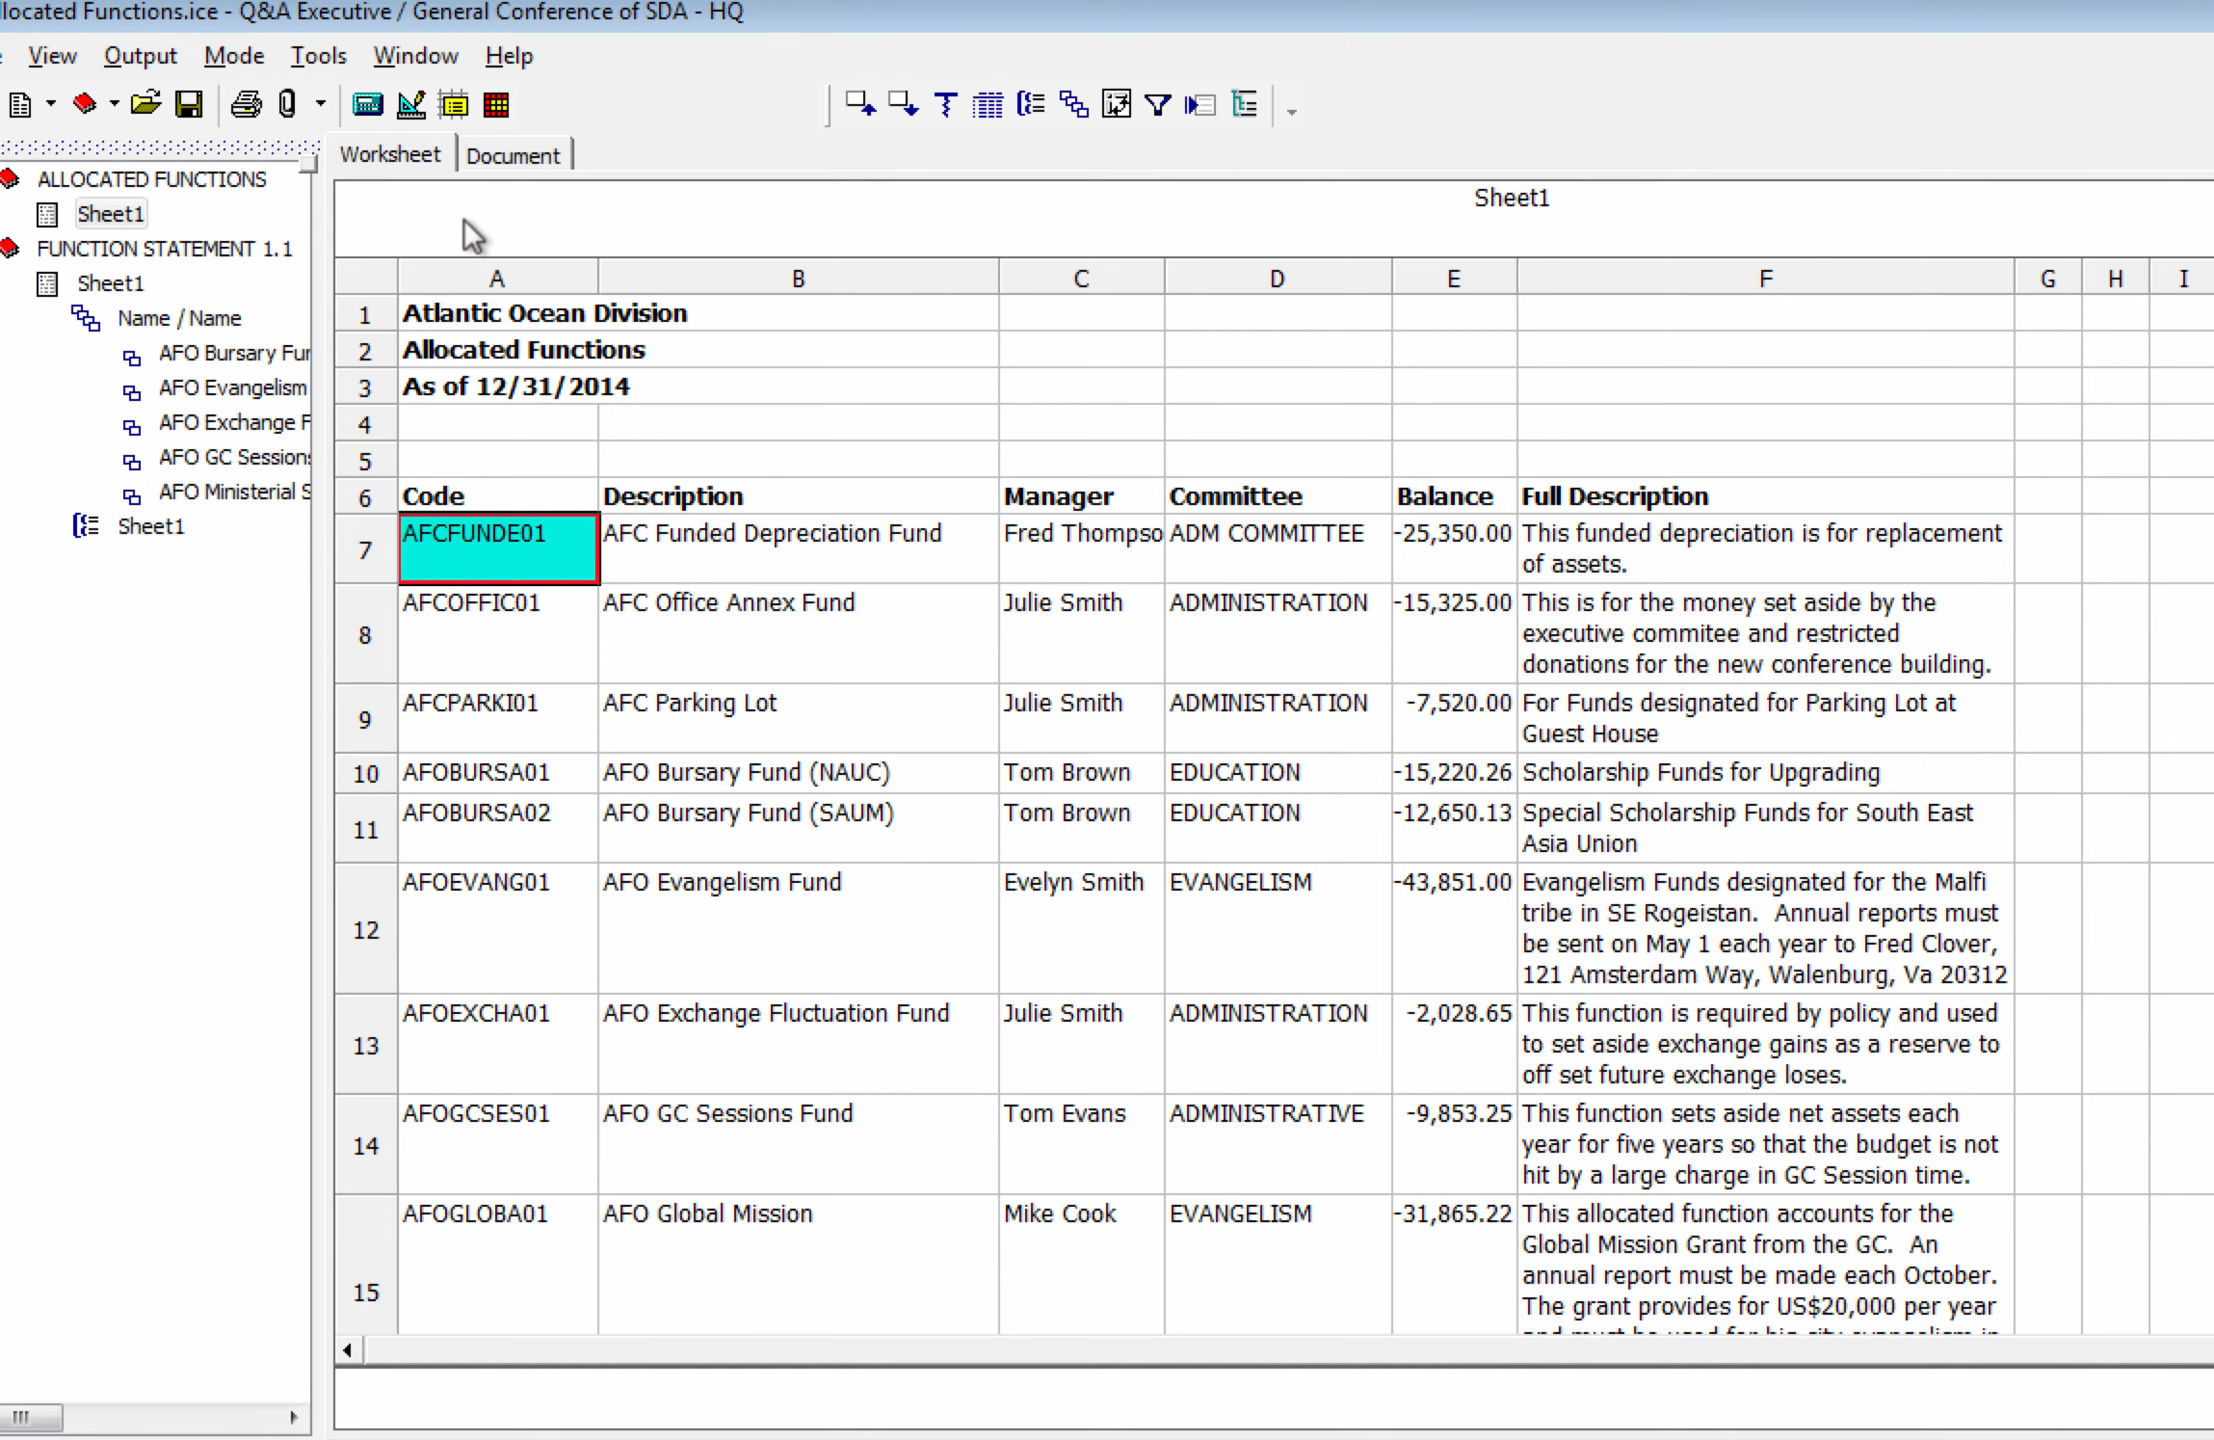 llocated Functions.ice - Q&A Executive / General Conference of SDA - HQ
View Output Mode Tools Window Help
Worksheet Document
ALLOCATED FUNCTIONS
Sheet1
FUNCTION STATEMENT 1.1
Sheet1
Name / Name
AFO Bursary Fur
AFO Evangelism
AFO Exchange F
AFO GC Sessions
AFO Ministerial S
Sheet1
Sheet1
A B C D E F G H I
1 Atlantic Ocean Division
2 Allocated Functions
3 As of 12/31/2014
4
5
6 Code Description Manager Committee Balance Full Description
7 AFCFUNDE01 AFC Funded Depreciation Fund Fred Thompso ADM COMMITTEE -25,350.00 This funded depreciation is for replacement
of assets.
8 AFCOFFIC01 AFC Office Annex Fund Julie Smith ADMINISTRATION -15,325.00 This is for the money set aside by the
executive commitee and restricted
donations for the new conference building.
9 AFCPARKI01 AFC Parking Lot Julie Smith ADMINISTRATION -7,520.00 For Funds designated for Parking Lot at
Guest House
10 AFOBURSA01 AFO Bursary Fund (NAUC) Tom Brown EDUCATION -15,220.26 Scholarship Funds for Upgrading
11 AFOBURSA02 AFO Bursary Fund (SAUM) Tom Brown EDUCATION -12,650.13 Special Scholarship Funds for South East
Asia Union
12 AFOEVANG01 AFO Evangelism Fund Evelyn Smith EVANGELISM -43,851.00 Evangelism Funds designated for the Malfi
tribe in SE Rogeistan. Annual reports must
be sent on May 1 each year to Fred Clover,
121 Amsterdam Way, Walenburg, Va 20312
13 AFOEXCHA01 AFO Exchange Fluctuation Fund Julie Smith ADMINISTRATION -2,028.65 This function is required by policy and used
to set aside exchange gains as a reserve to
off set future exchange loses.
14 AFOGCSES01 AFO GC Sessions Fund Tom Evans ADMINISTRATIVE -9,853.25 This function sets aside net assets each
year for five years so that the budget is not
hit by a large charge in GC Session time.
15 AFOGLOBA01 AFO Global Mission Mike Cook EVANGELISM -31,865.22 This allocated function accounts for the
Global Mission Grant from the GC. An
annual report must be made each October.
The grant provides for US$20,000 per year